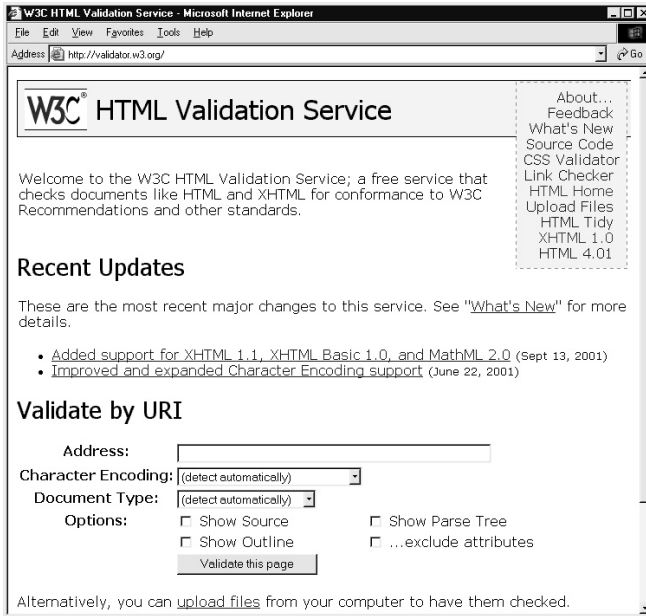 W3C HTML Validation Service - Microsoft Internet Explorer
File Edit View Favorites Tools Help
Address http://validator.w3.org/ Go
W3C® HTML Validation Service
About...
Feedback
What's New
Source Code
CSS Validator
Link Checker
HTML Home
Upload Files
HTML Tidy
XHTML 1.0
HTML 4.01
Welcome to the W3C HTML Validation Service; a free service that
checks documents like HTML and XHTML for conformance to W3C
Recommendations and other standards.
Recent Updates
These are the most recent major changes to this service. See "What's New" for more
details.
• Added support for XHTML 1.1, XHTML Basic 1.0, and MathML 2.0 (Sept 13, 2001)
• Improved and expanded Character Encoding support (June 22, 2001)
Validate by URI
Address:
Character Encoding: (detect automatically)
Document Type: (detect automatically)
Options: Show Source Show Parse Tree
Show Outline ...exclude attributes
Validate this page
Alternatively, you can upload files from your computer to have them checked.